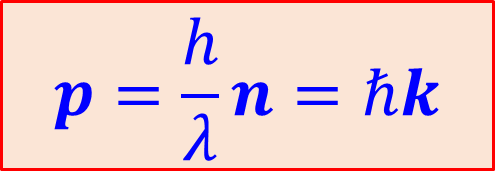 𝒑 = h/λ 𝒏 = ℏ𝒌